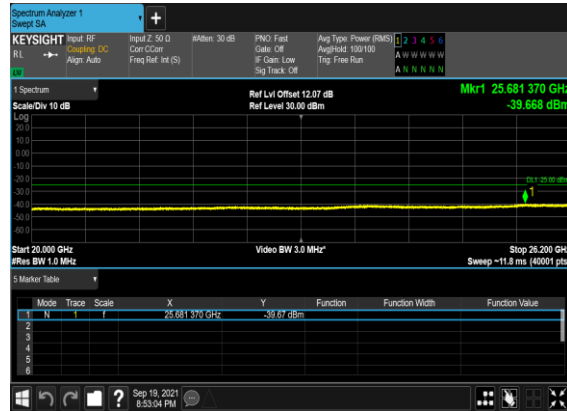 Spectrum Analyzer 1
Swept SA
+
KEYSIGHT Input: RF Input Z: 50 Ω #Atten: 30 dB PNO: Fast Avg Type: Power (RMS) 1 2 3 4 5 6
RL Coupling: DC Corr CCorr Gate: Off Avg|Hold: 100/100 A W W W W W
Align: Auto Freq Ref: Int (S) IF Gain: Low Trig: Free Run
Sig Track: Off A N N N N N
1 Spectrum
Scale/Div 10 dB Ref Lvl Offset 12.07 dB Mkr1 25.681 370 GHz
Ref Level 30.00 dBm -39.668 dBm
Log
20.0
10.0
0.00
-10.0
-20.0
DL1 -25.00 dBm
-30.0
1
-40.0
-50.0
-60.0
Start 20.000 GHz Video BW 3.0 MHz* Stop 26.200 GHz
#Res BW 1.0 MHz Sweep ~11.8 ms (40001 pts
5 Marker Table
Mode Trace Scale X Y Function Function Width Function Value
1 N 1 f 25.681 370 GHz -39.67 dBm
2
3
4
5
6
? Sep 19, 2021
8:53:04 PM